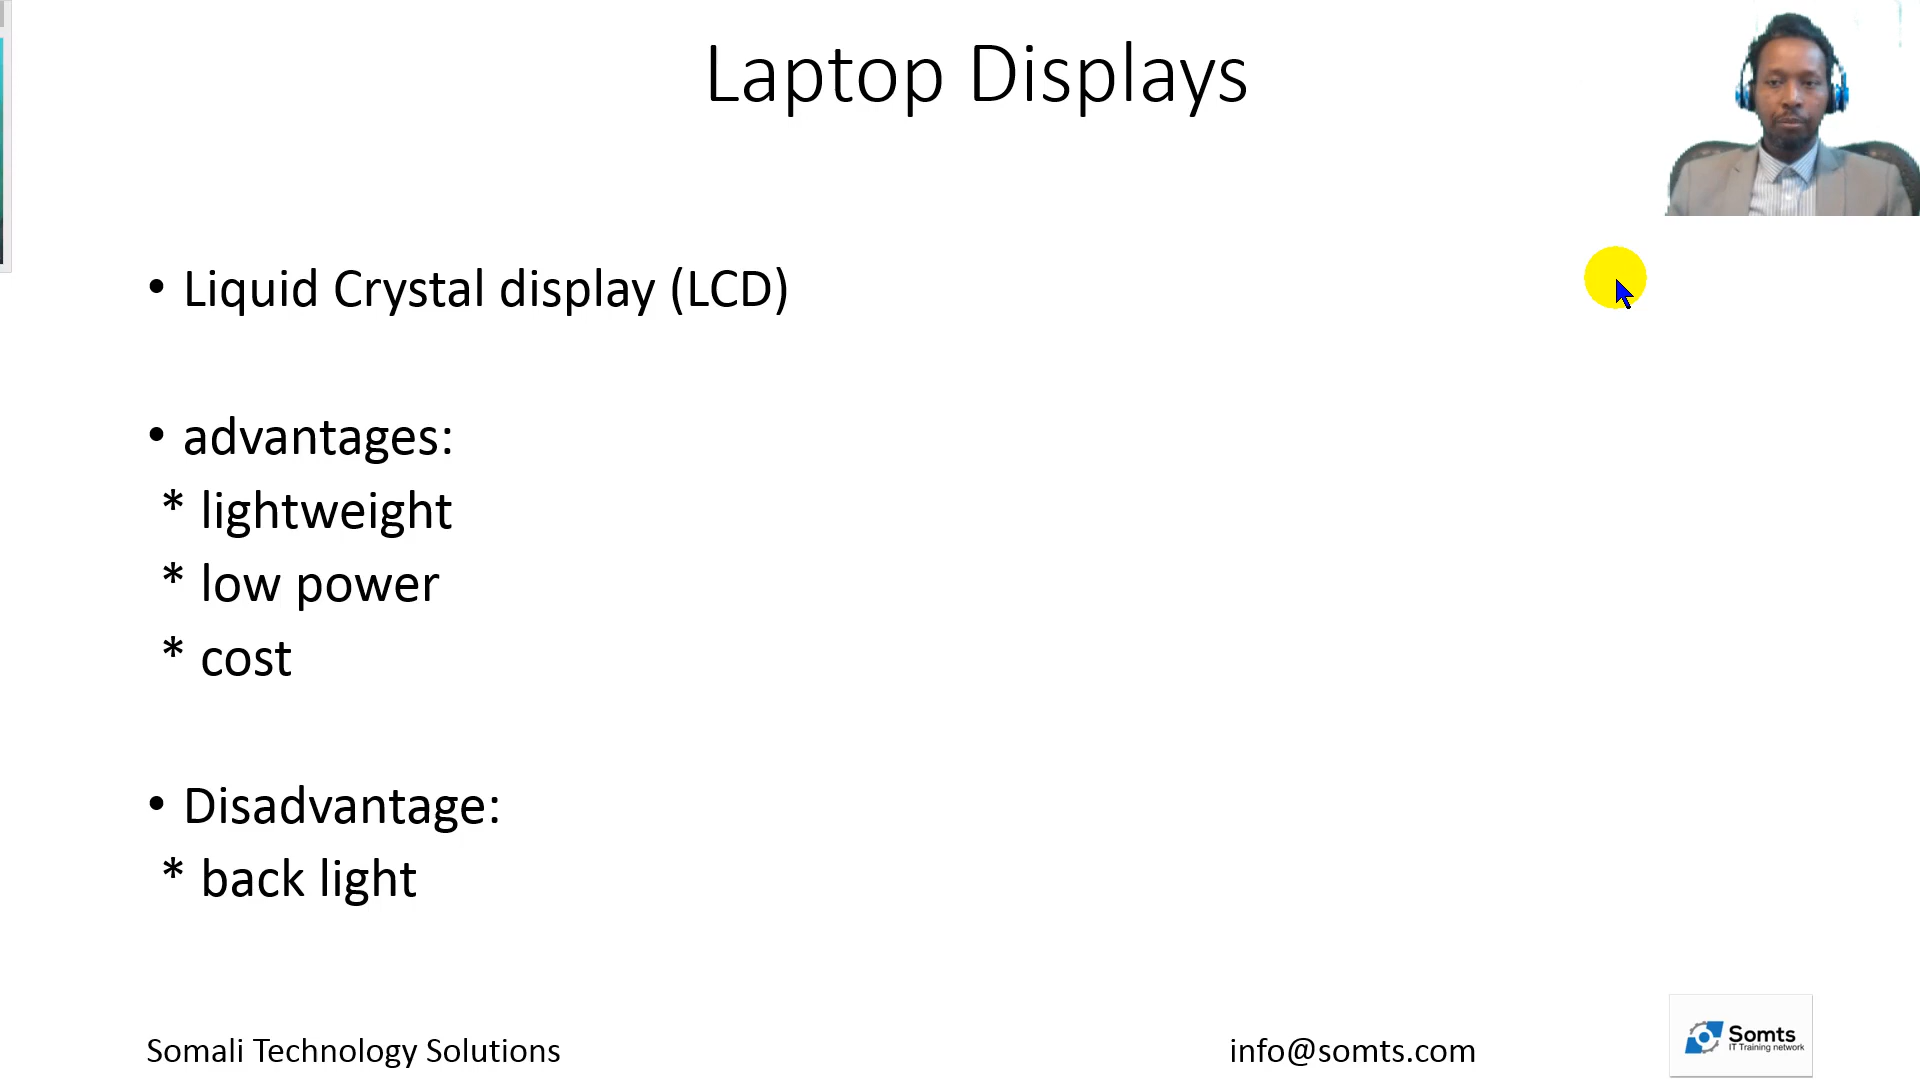 Laptop Displays
• Liquid Crystal display (LCD)
• advantages:
* lightweight
* low power
* cost
• Disadvantage:
* back light
Somali Technology Solutions
info@somts.com
Somts
IT Training network